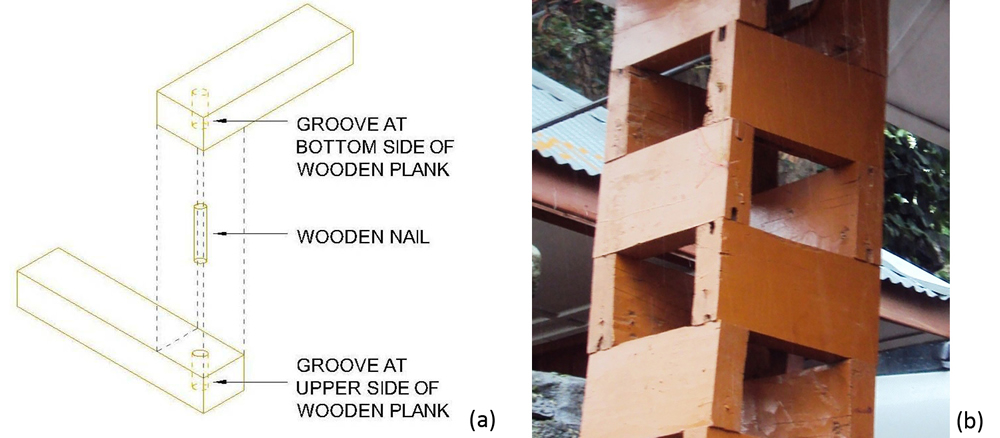 GROOVE AT
BOTTOM SIDE OF
WOODEN PLANK
WOODEN NAIL
GROOVE AT
UPPER SIDE OF
WOODEN PLANK
(a)
(b)